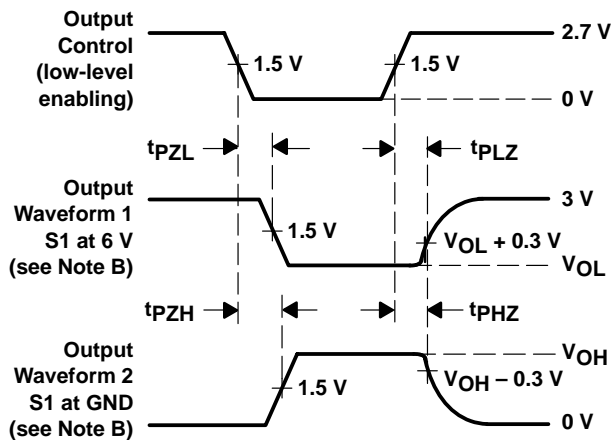 Output
Control
(low-level
enabling)
1.5 V
1.5 V
2.7 V
0 V
tPZL
tPLZ
Output
Waveform 1
S1 at 6 V
(see Note B)
1.5 V
3 V
VOL + 0.3 V
VOL
tPZH
tPHZ
Output
Waveform 2
S1 at GND
(see Note B)
1.5 V
VOH
VOH – 0.3 V
0 V